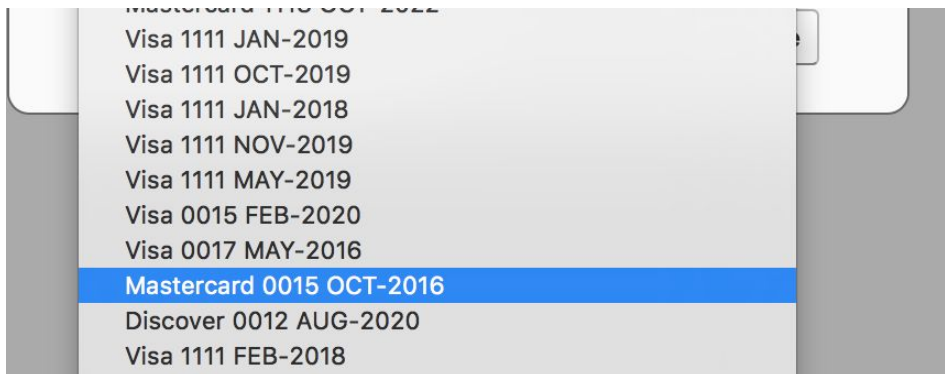 Visa 1111 JAN-2019
Visa 1111 OCT-2019
Visa 1111 JAN-2018
Visa 1111 NOV-2019
Visa 1111 MAY-2019
Visa 0015 FEB-2020
Visa 0017 MAY-2016
Mastercard 0015 OCT-2016
Discover 0012 AUG-2020
Visa 1111 FEB-2018